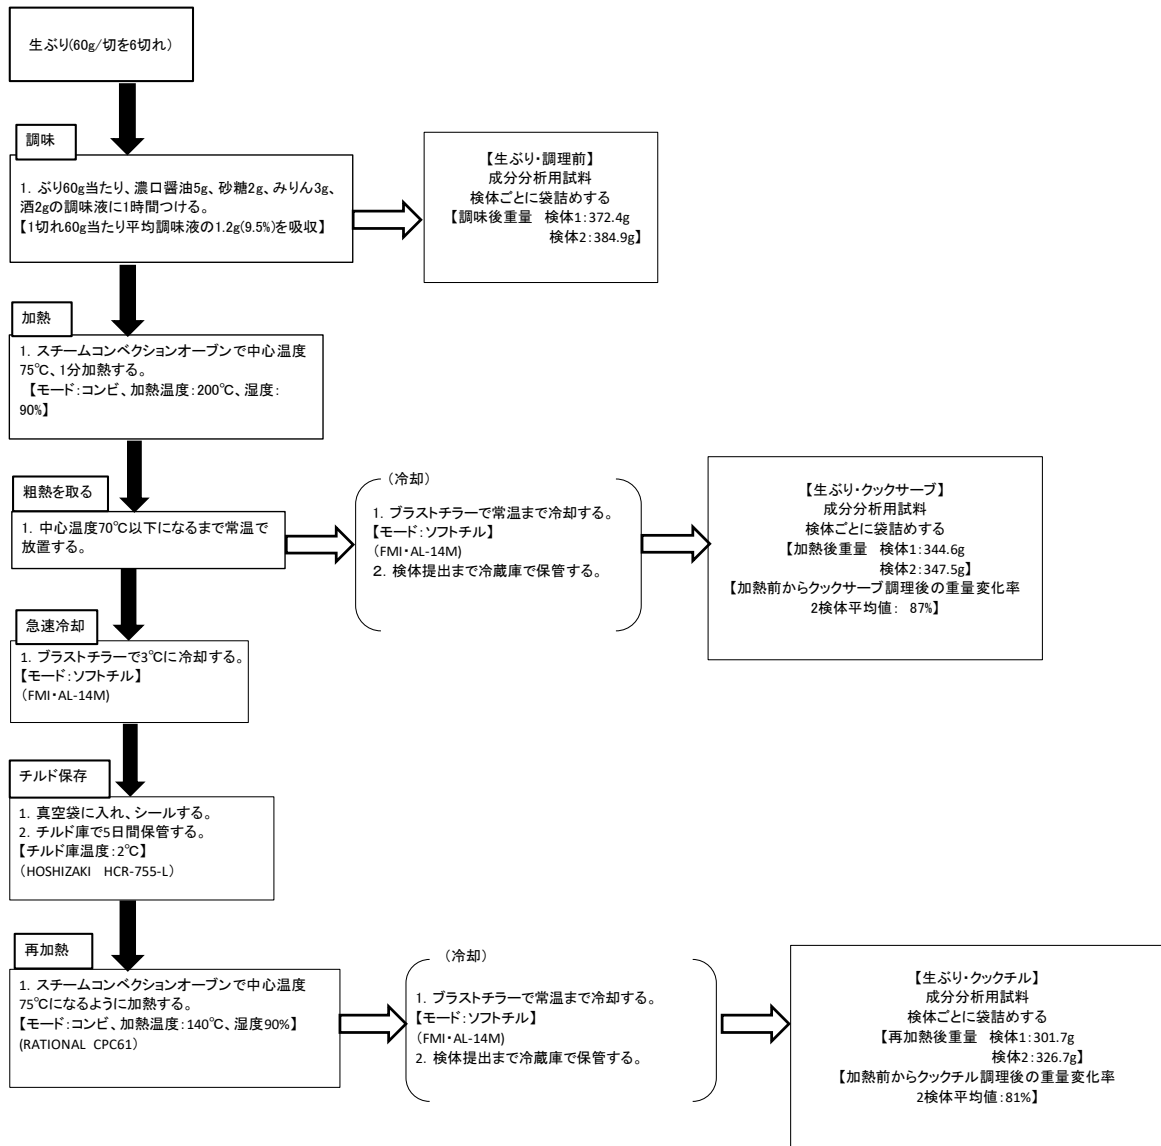 生ぶり(60g/切を6切れ)
調味
1. ぶり60g当たり、濃口醤油5g、砂糖2g、みりん3g、
酒2gの調味液に1時間つける。
【1切れ60g当たり平均調味液の1.2g(9.5%)を吸収】
【生ぶり・調理前】
成分分析用試料
検体ごとに袋詰めする
【調味後重量 検体1:372.4g
検体2:384.9g】
加熱
1. スチームコンベクションオーブンで中心温度
75℃、1分加熱する。
【モード:コンビ、加熱温度:200℃、湿度:
90%】
粗熱を取る
1. 中心温度70℃以下になるまで常温で
放置する。
(冷却)
1. ブラストチラーで常温まで冷却する。
【モード:ソフトチル】
(FMI・AL-14M)
2. 検体提出まで冷蔵庫で保管する。
【生ぶり・クックサーブ】
成分分析用試料
検体ごとに袋詰めする
【加熱後重量 検体1:344.6g
検体2:347.5g】
【加熱前からクックサーブ調理後の重量変化率
2検体平均値: 87%】
急速冷却
1. ブラストチラーで3℃に冷却する。
【モード:ソフトチル】
(FMI・AL-14M)
チルド保存
1. 真空袋に入れ、シールする。
2. チルド庫で5日間保管する。
【チルド庫温度:2℃】
(HOSHIZAKI HCR-755-L)
再加熱
1. スチームコンベクションオーブンで中心温度
75℃になるように加熱する。
【モード:コンビ、加熱温度:140℃、湿度90%】
(RATIONAL CPC61)
(冷却)
1. ブラストチラーで常温まで冷却する。
【モード:ソフトチル】
(FMI・AL-14M)
2. 検体提出まで冷蔵庫で保管する。
【生ぶり・クックチル】
成分分析用試料
検体ごとに袋詰めする
【再加熱後重量 検体1:301.7g
検体2:326.7g】
【加熱前からクックチル調理後の重量変化率
2検体平均値:81%】